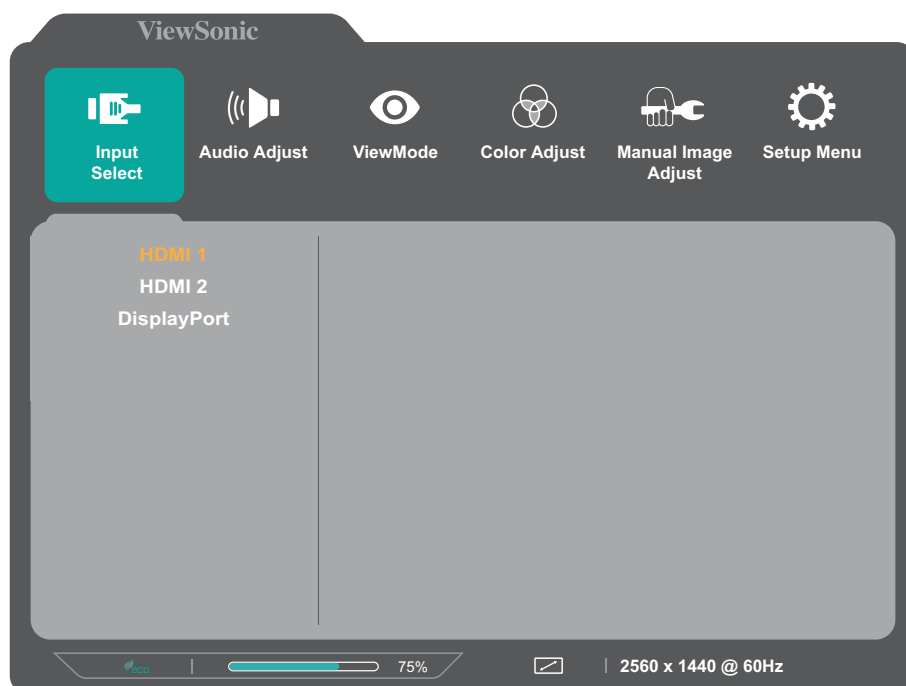 ViewSonic
Input
Select
Audio Adjust
ViewMode
Color Adjust
Manual Image
Adjust
Setup Menu
HDMI 1
HDMI 2
DisplayPort
eco
75%
2560 x 1440 @ 60Hz